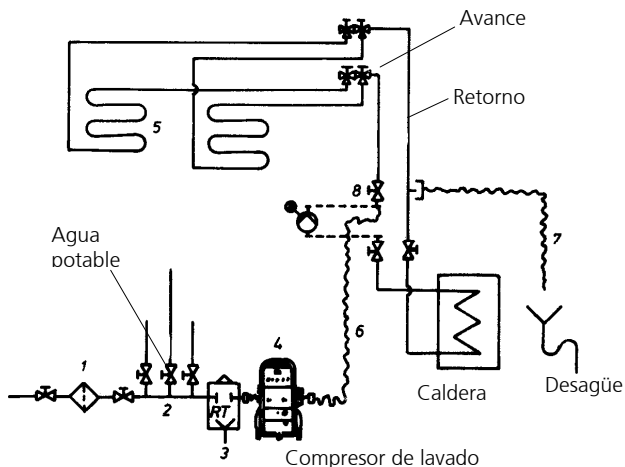 Avance
Retorno
5
8
Agua
potable
7
6
4
1
2
RT
3
Caldera
Desagüe
Compresor de lavado